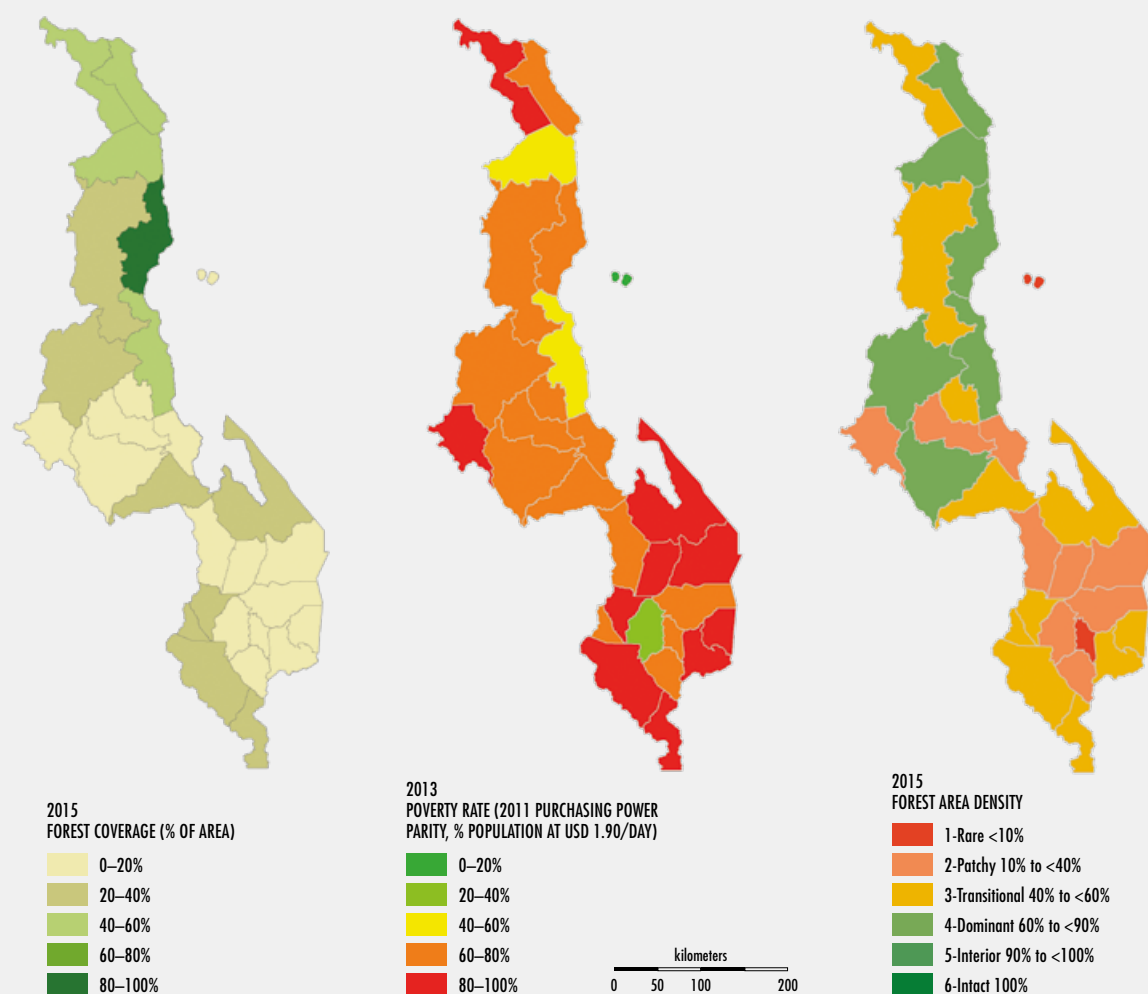 2015
FOREST COVERAGE (% OF AREA)
0–20%
20–40%
40–60%
60–80%
80–100%
2013
POVERTY RATE (2011 PURCHASING POWER
PARITY, % POPULATION AT USD 1.90/DAY)
0–20%
20–40%
40–60%
60–80%
80–100%
kilometers
0 50 100 200
2015
FOREST AREA DENSITY
1-Rare <10%
2-Patchy 10% to <40%
3-Transitional 40% to <60%
4-Dominant 60% to <90%
5-Interior 90% to <100%
6-Intact 100%